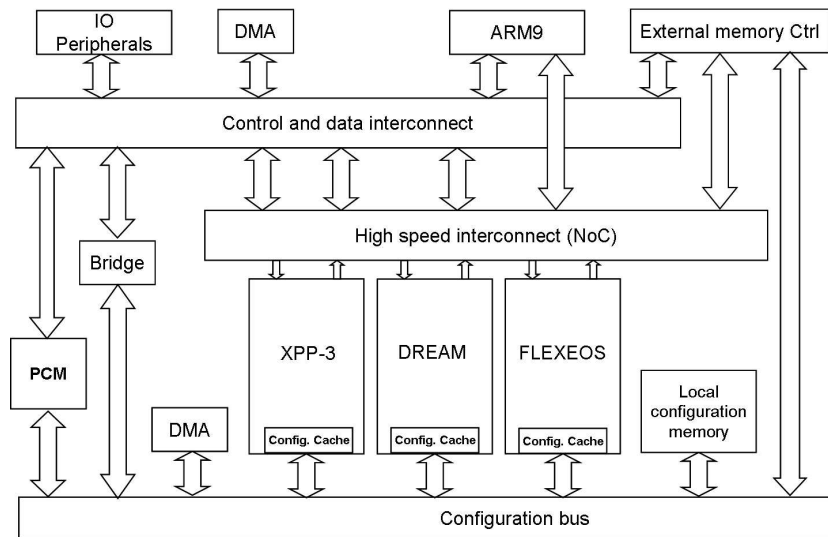 IO
Peripherals
DMA
ARM9
External memory Ctrl
Control and data interconnect
High speed interconnect (NoC)
Bridge
XPP-3
DREAM
FLEXEOS
PCM
Local
configuration
memory
DMA
Config. Cache
Config. Cache
Config. Cache
Configuration bus